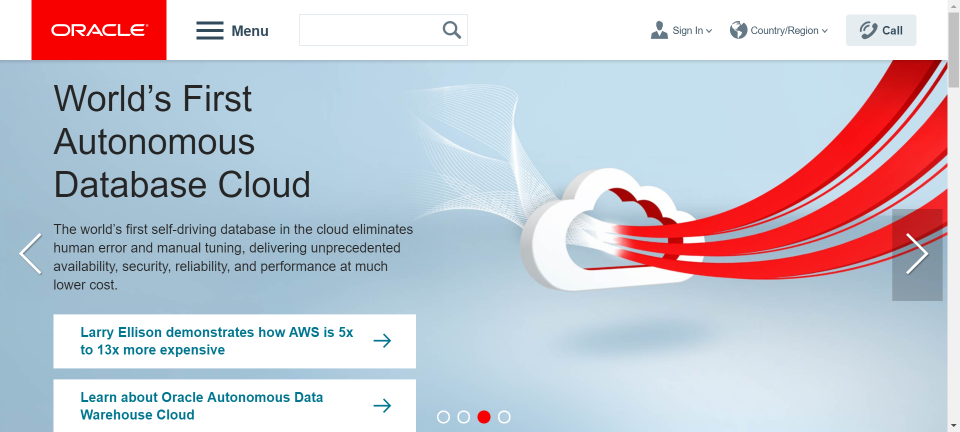 ORACLE
Menu
Sign In
Country/Region
Call
World's First
Autonomous
Database Cloud
The world's first self-driving database in the cloud eliminates
human error and manual tuning, delivering unprecedented
availability, security, reliability, and performance at much
lower cost.
Larry Ellison demonstrates how AWS is 5x
to 13x more expensive
Learn about Oracle Autonomous Data
Warehouse Cloud